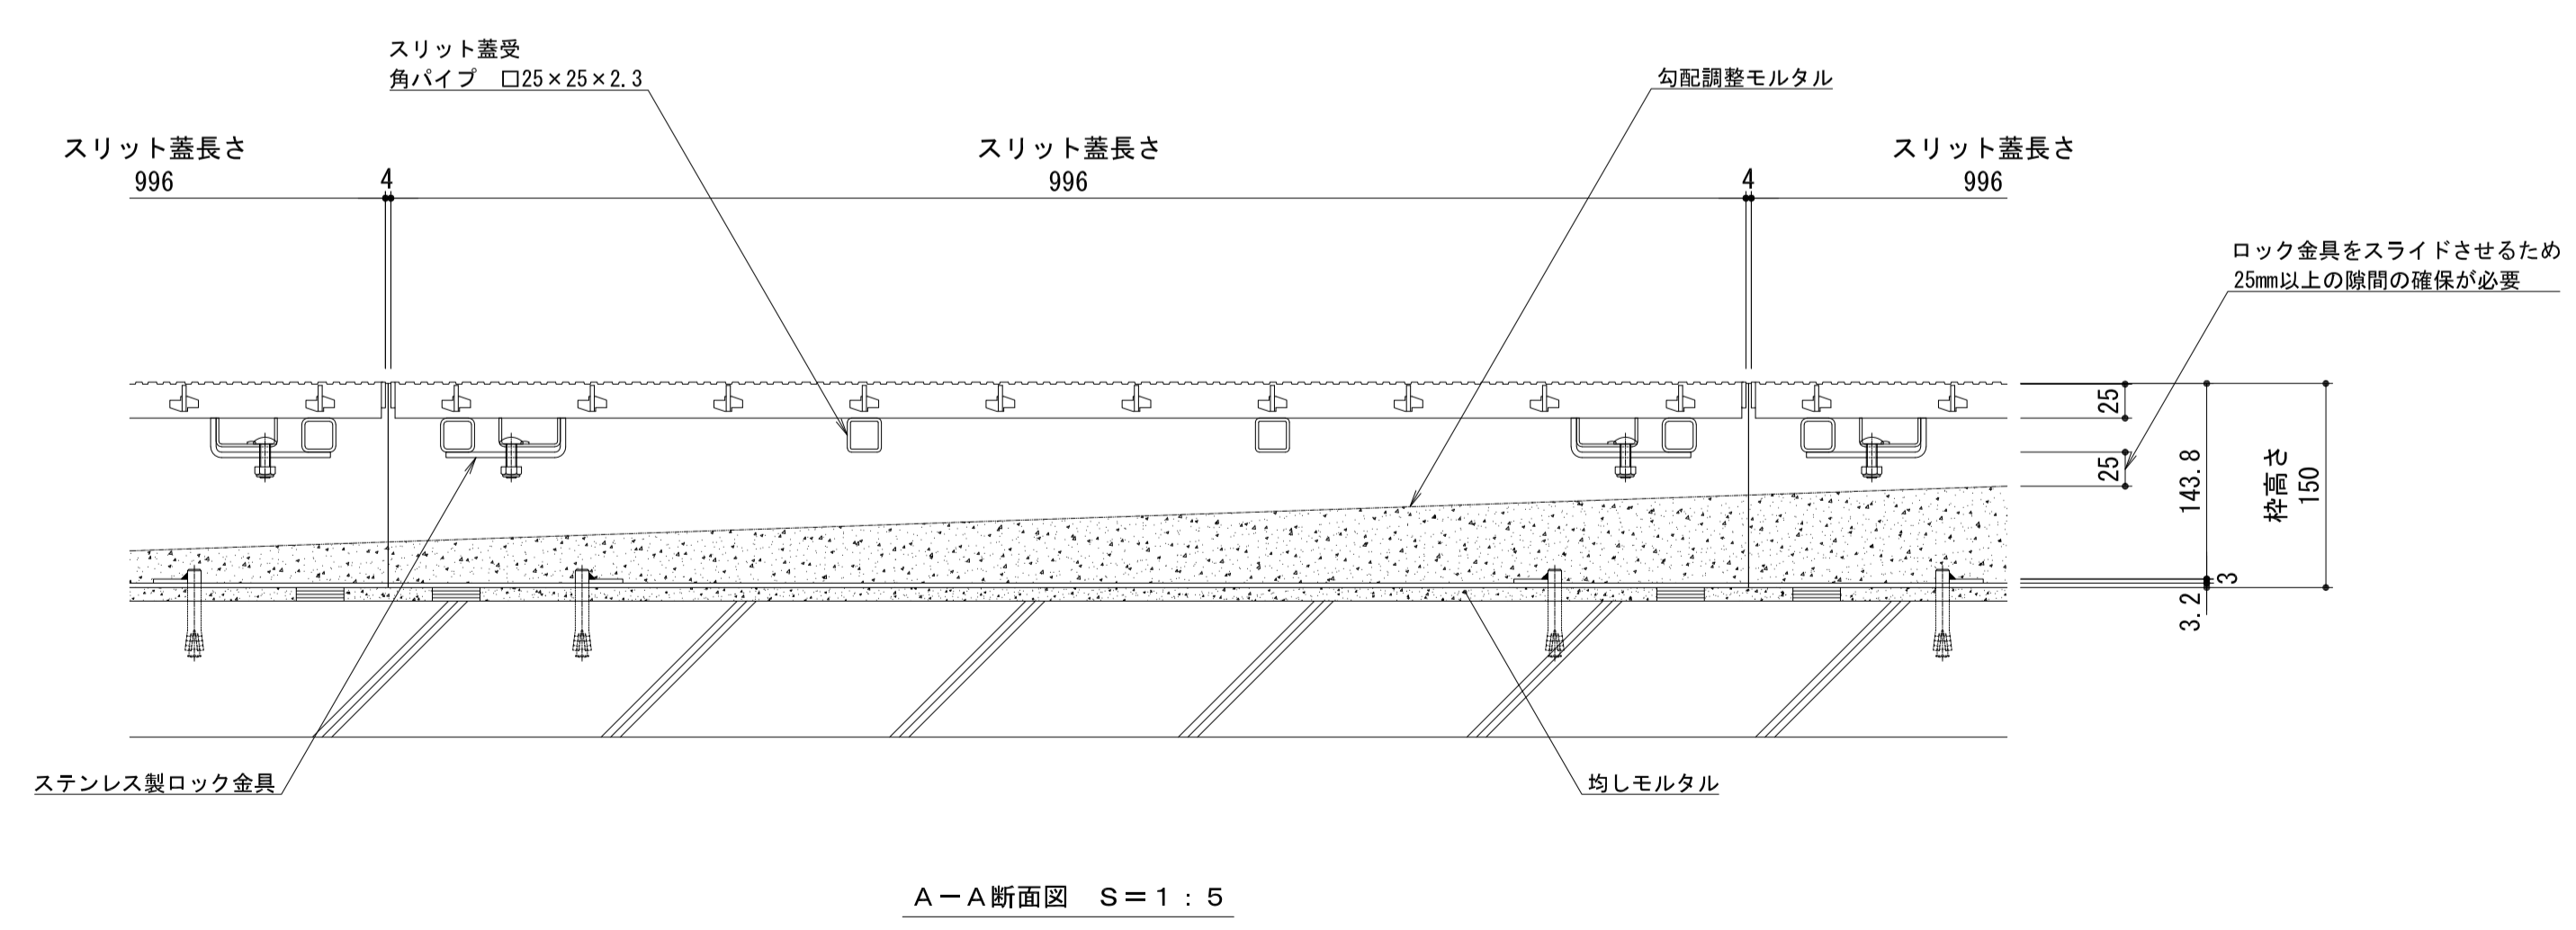 スリット蓋受
角パイプ　□25×25×2.3
勾配調整モルタル
スリット蓋長さ
996
4
スリット蓋長さ
996
4
スリット蓋長さ
996
ロック金具をスライドさせるため
25mm以上の隙間の確保が必要
25
25
143.8
3
3.2
枠高さ
150
ステンレス製ロック金具
均しモルタル
A－A断面図　S＝1：5